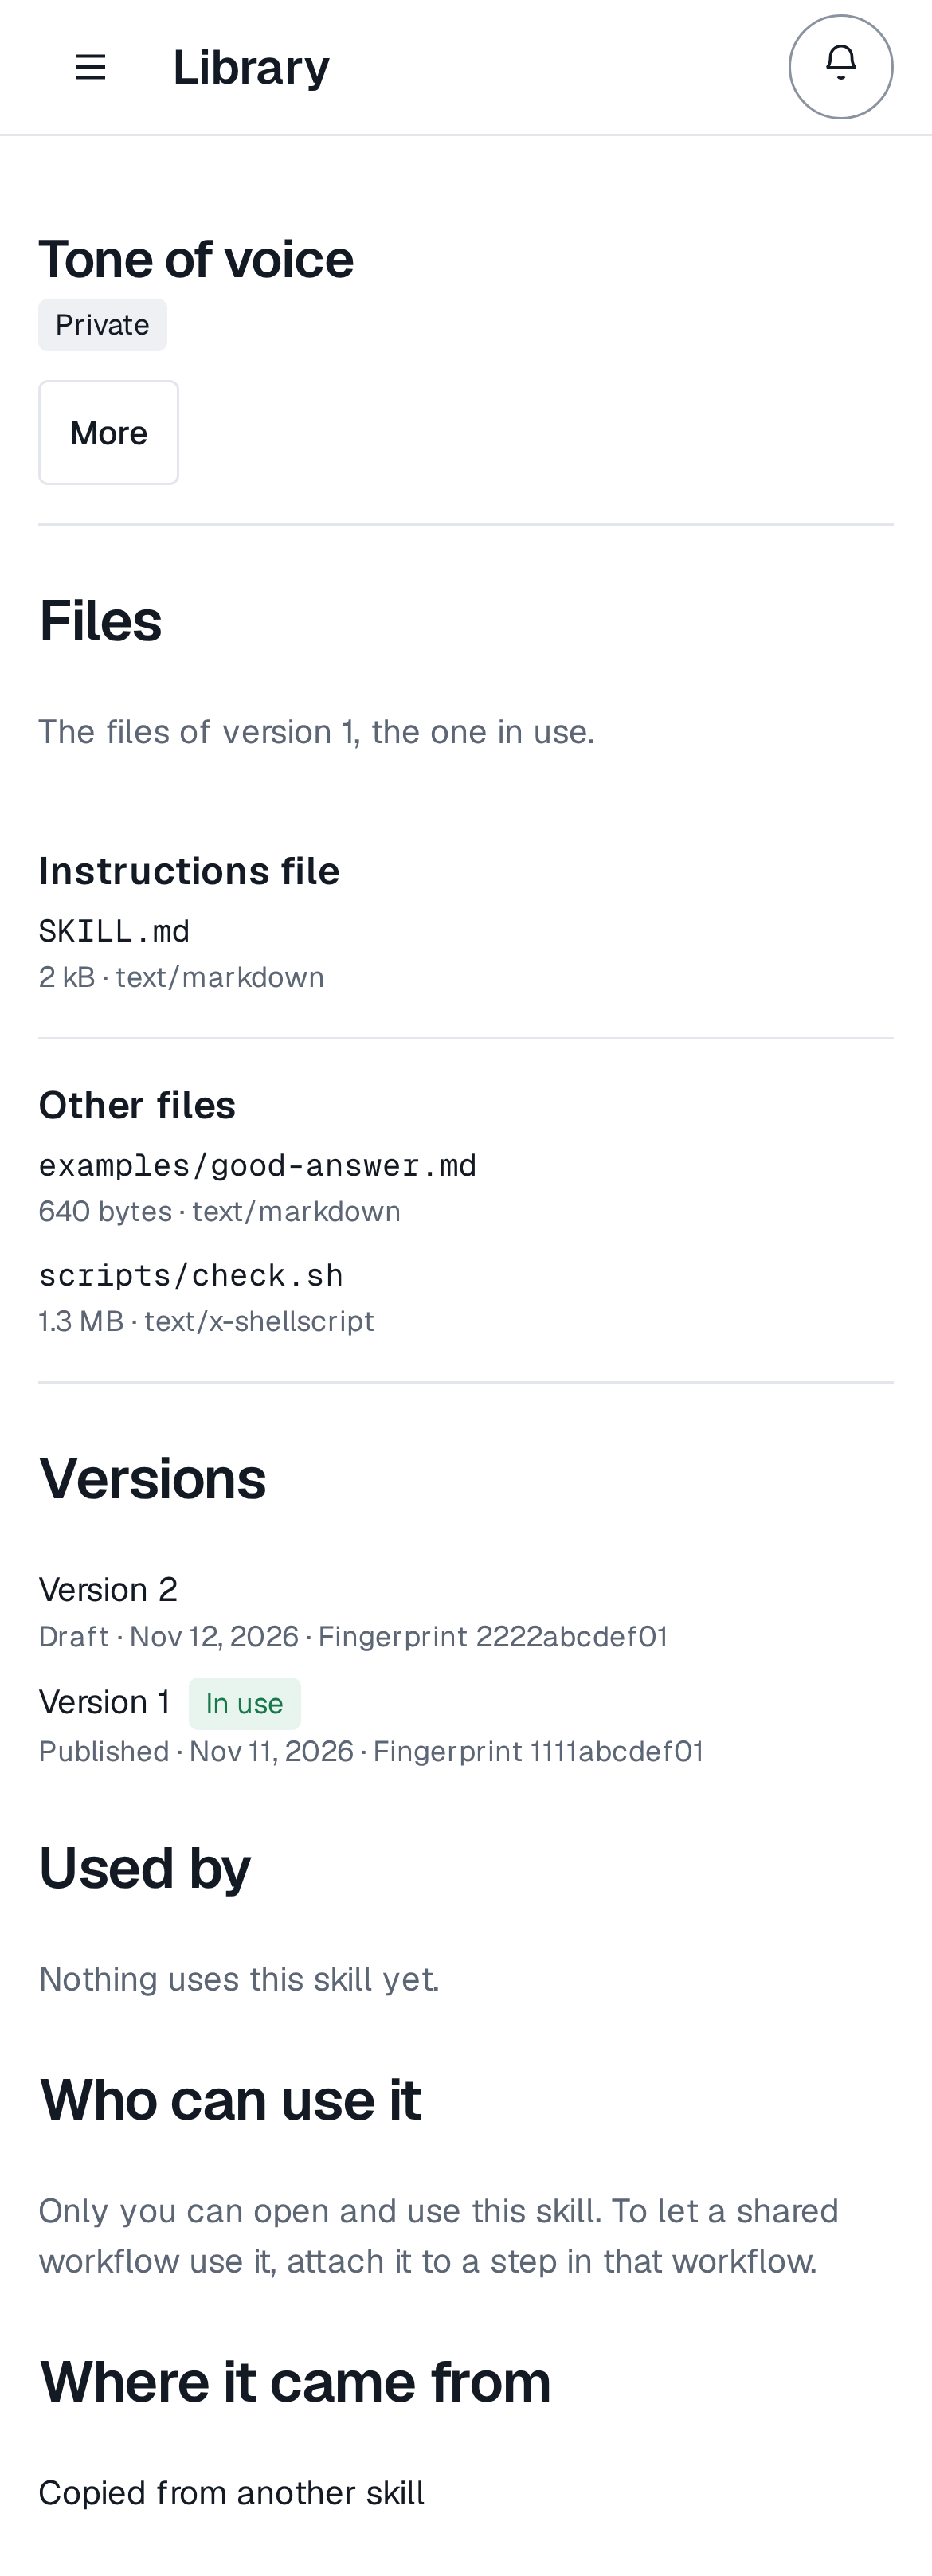 Library
Tone of voice
Private
More
Files
The files of version 1, the one in use.
Instructions file
SKILL.md
2 kB · text/markdown
Other files
examples/good-answer.md
640 bytes · text/markdown
scripts/check.sh
1.3 MB · text/x-shellscript
Versions
Version 2
Draft · Nov 12, 2026 · Fingerprint 2222abcdef01
Version 1 In use
Published · Nov 11, 2026 · Fingerprint 1111abcdef01
Used by
Nothing uses this skill yet.
Who can use it
Only you can open and use this skill. To let a shared
workflow use it, attach it to a step in that workflow.
Where it came from
Copied from another skill